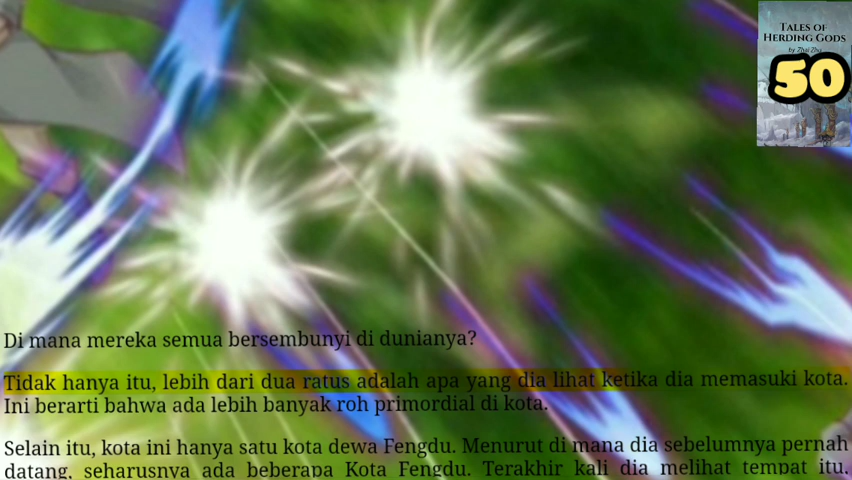 TALES OF
HERDING GODS
by Zhai Zhu
50
Di mana mereka semua bersembunyi di dunianya?
Tidak hanya itu, lebih dari dua ratus adalah apa yang dia lihat ketika dia memasuki kota.
Ini berarti bahwa ada lebih banyak roh primordial di kota.
Selain itu, kota ini hanya satu kota dewa Fengdu. Menurut di mana dia sebelumnya pernah
datang, seharusnya ada beberapa Kota Fengdu. Terakhir kali dia melihat tempat itu,